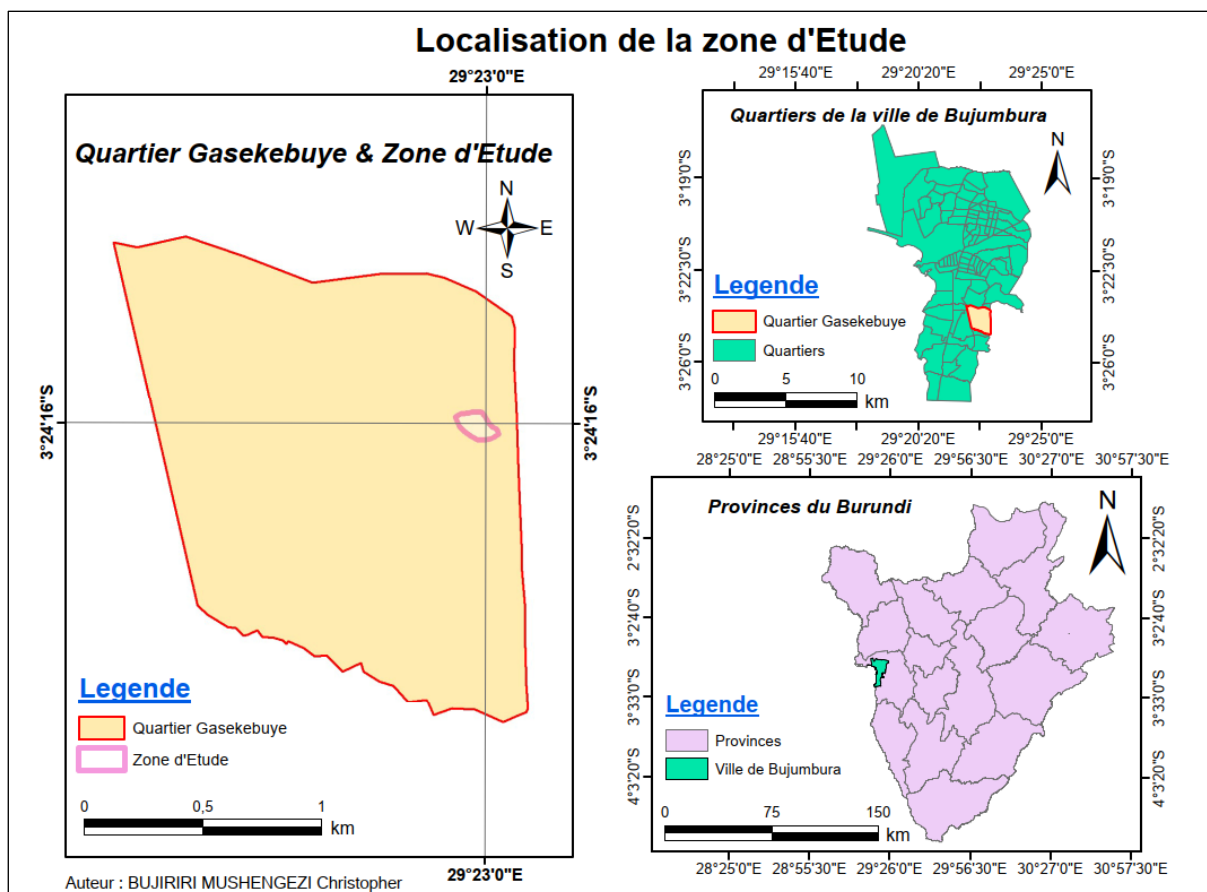 Localisation de la zone d'Etude
29°23'0"E
Quartier Gasekebuye & Zone d'Etude
N
W E
S
3°24'16"S
3°24'16"S
Legende
Quartier Gasekebuye
Zone d'Etude
0 0,5 1
km
29°23'0"E
Auteur : BUJIRIRI MUSHENGEZI Christopher
29°15'40"E 29°20'20"E 29°25'0"E
Quartiers de la ville de Bujumbura
N
3°19'0"S 3°19'0"S
3°22'30"S 3°22'30"S
3°26'0"S 3°26'0"S
Legende
Quartier Gasekebuye
Quartiers
0 5 10
km
29°15'40"E 29°20'20"E 29°25'0"E
28°25'0"E 28°55'30"E 29°26'0"E 29°56'30"E 30°27'0"E 30°57'30"E
Provinces du Burundi
N
2°32'20"S 2°32'20"S
3°2'40"S 3°2'40"S
3°33'0"S 3°33'0"S
4°3'20"S 4°3'20"S
Legende
Provinces
Ville de Bujumbura
0 75 150
km
28°25'0"E 28°55'30"E 29°26'0"E 29°56'30"E 30°27'0"E 30°57'30"E